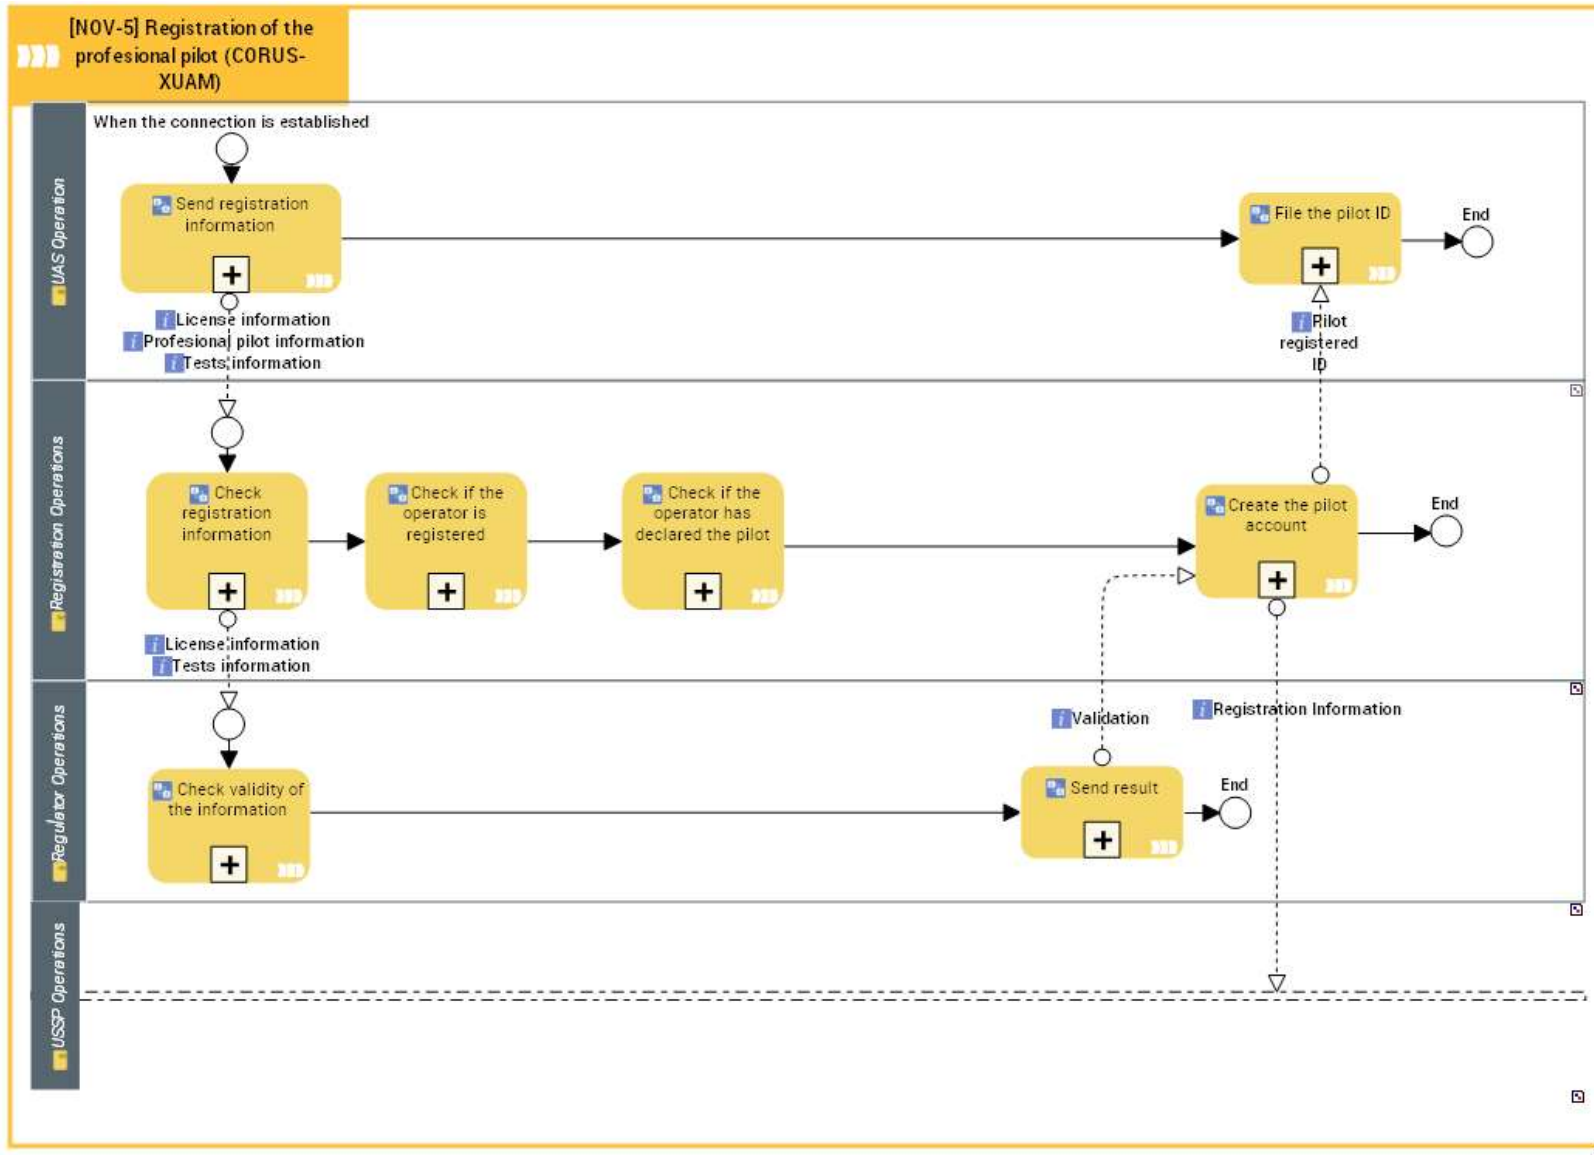 [NOV-5] Registration of the
profesional pilot (CORUS-
XUAM)
When the connection is established
UAS Operation
Send registration
information
File the pilot ID
End
License information
Profesional pilot information
Tests information
Pilot
registered
ID
Registration Operations
Check
registration
information
Check if the
operator is
registered
Check if the
operator has
declared the pilot
Create the pilot
account
End
License information
Tests information
Regulator Operations
Validation
Registration Information
Check validity of
the information
Send result
End
USSP Operations